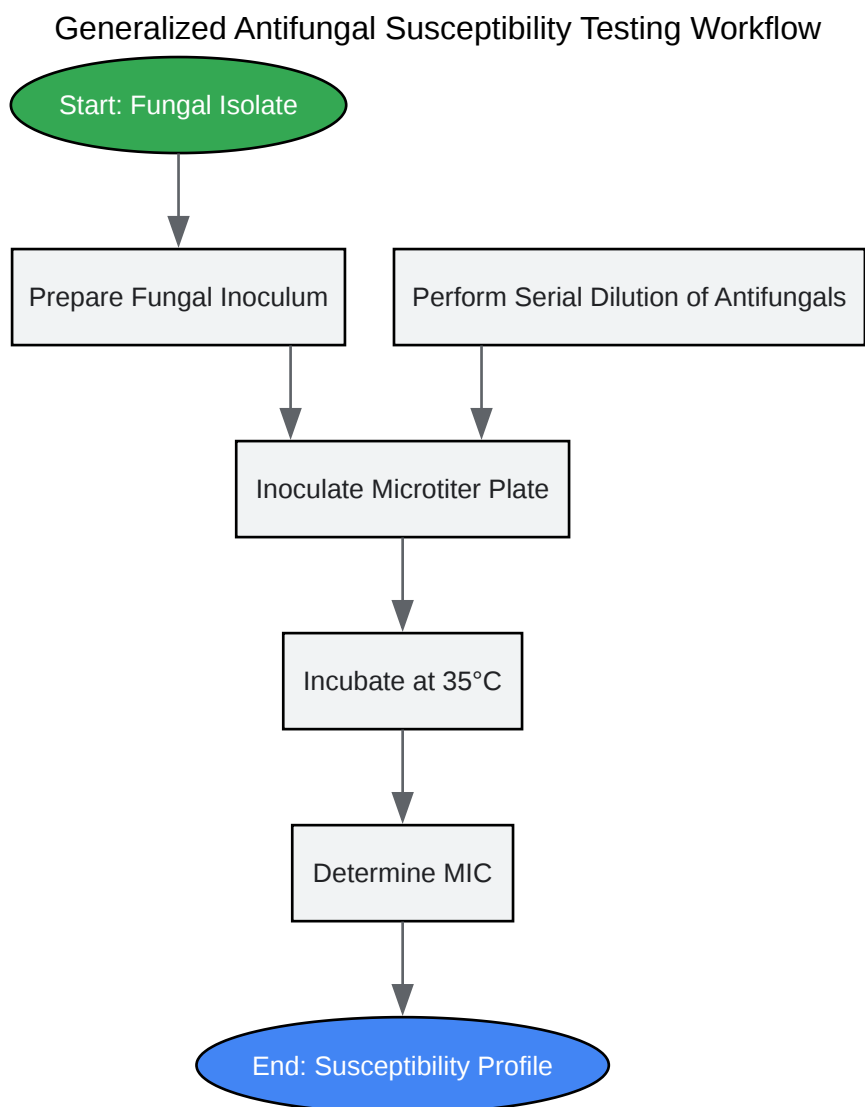 Generalized Antifungal Susceptibility Testing Workflow
Start: Fungal Isolate
Prepare Fungal Inoculum
Perform Serial Dilution of Antifungals
Inoculate Microtiter Plate
Incubate at 35°C
Determine MIC
End: Susceptibility Profile